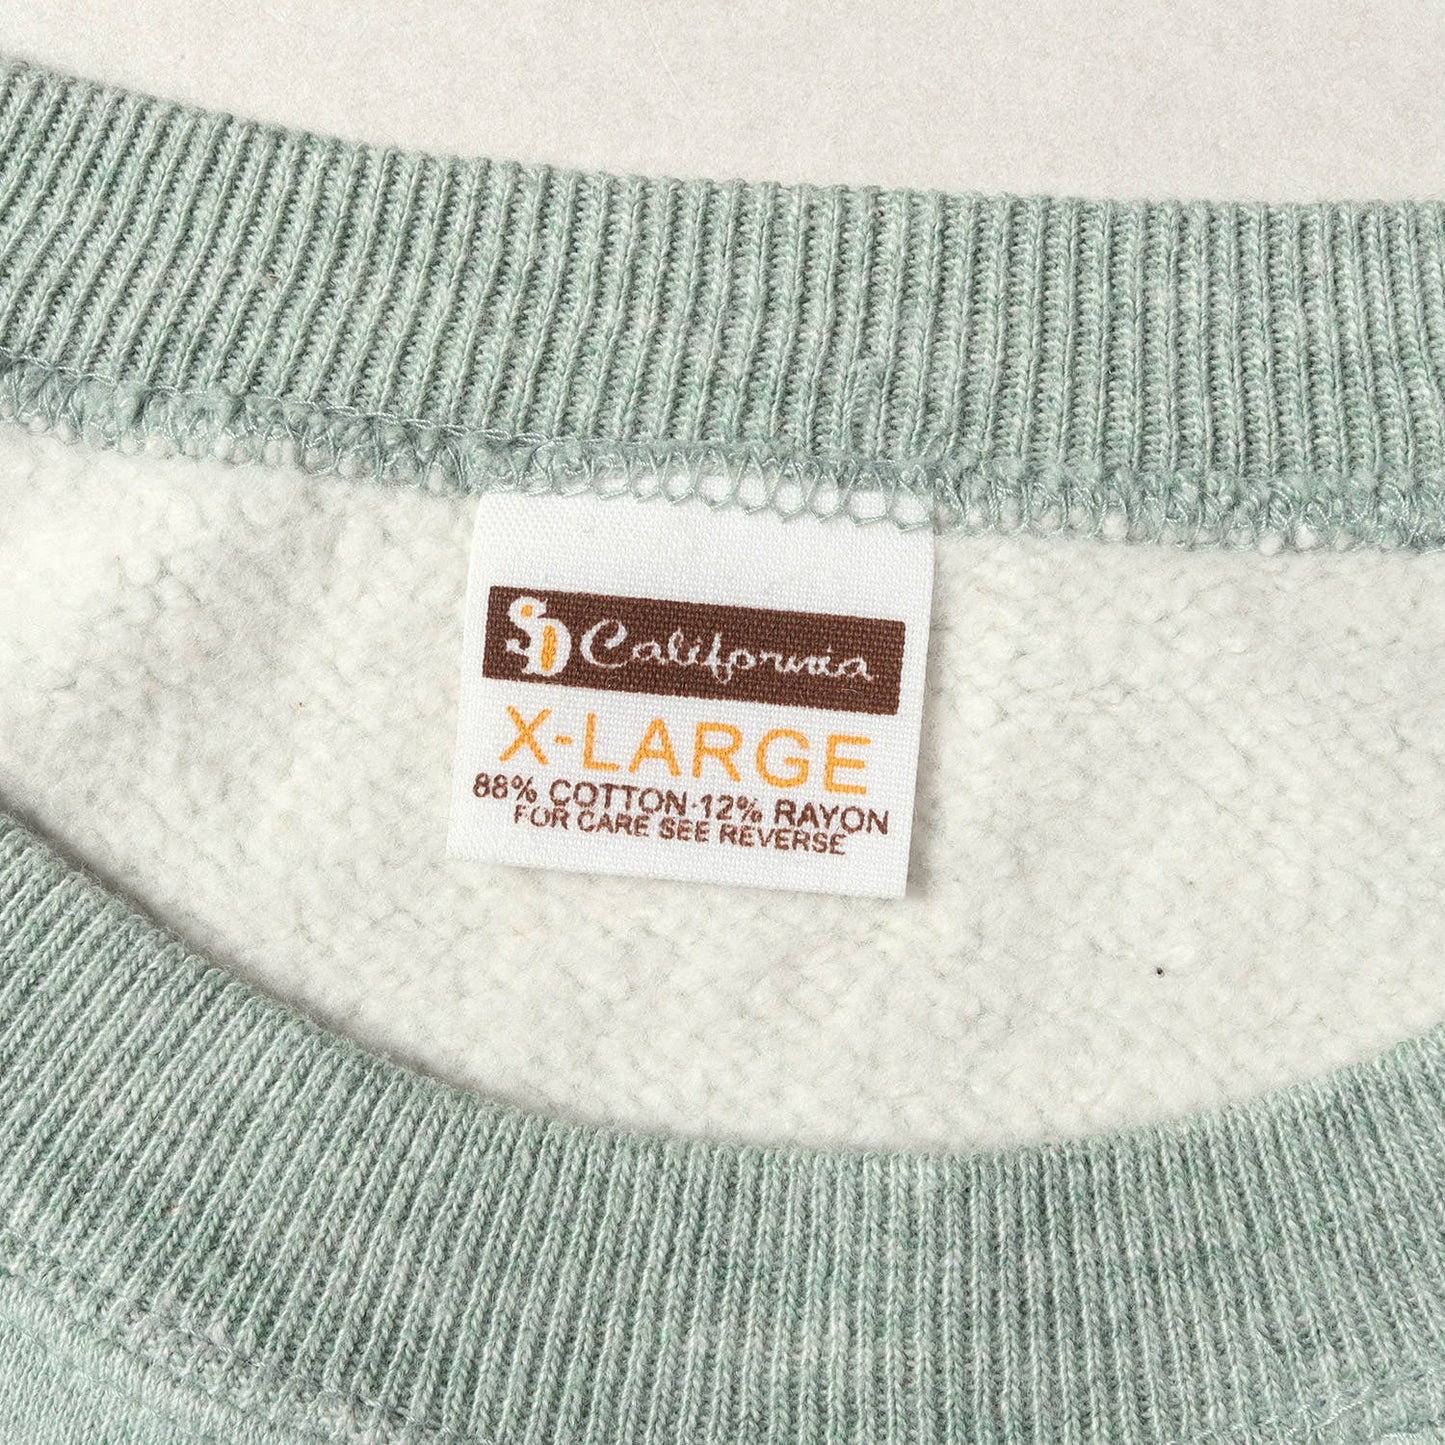 SD California
X-LARGE
88% COTTON·12% RAYON
FOR CARE SEE REVERSE